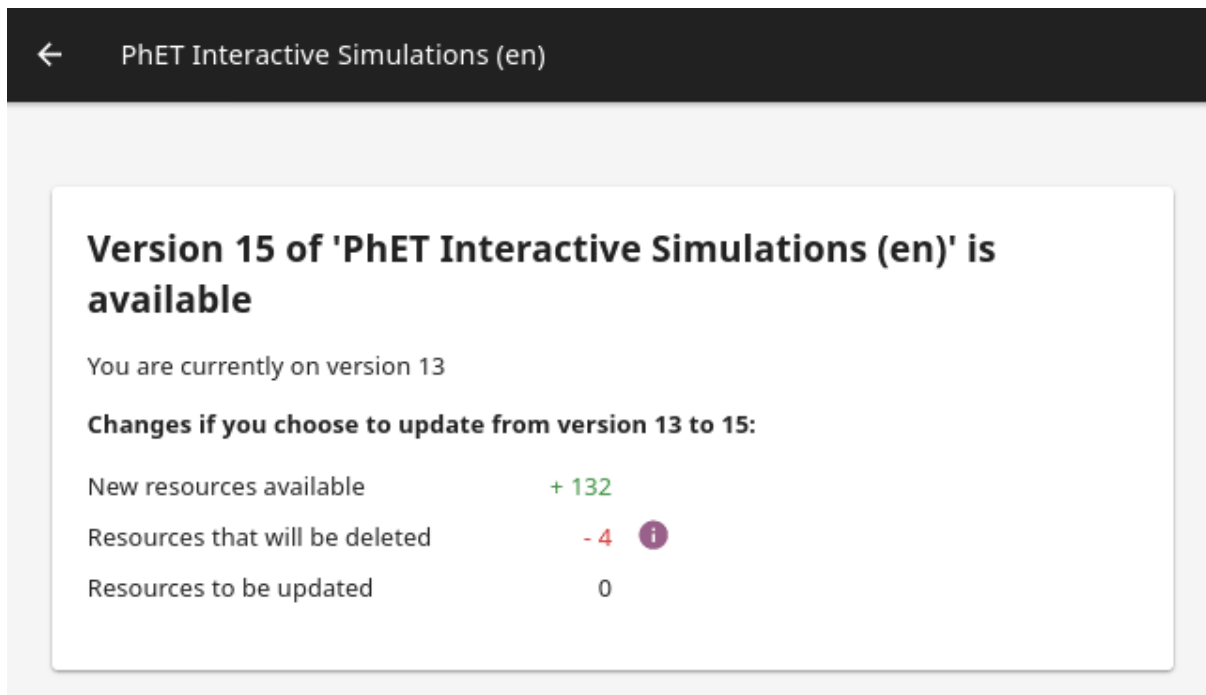 PhET Interactive Simulations (en)
Version 15 of 'PhET Interactive Simulations (en)' is
available
You are currently on version 13
Changes if you choose to update from version 13 to 15:
New resources available + 132
Resources that will be deleted - 4
Resources to be updated 0